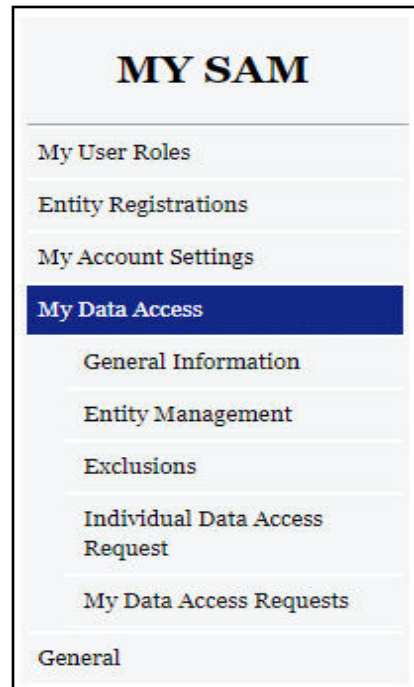 MY SAM
My User Roles
Entity Registrations
My Account Settings
My Data Access
General Information
Entity Management
Exclusions
Individual Data Access
Request
My Data Access Requests
General